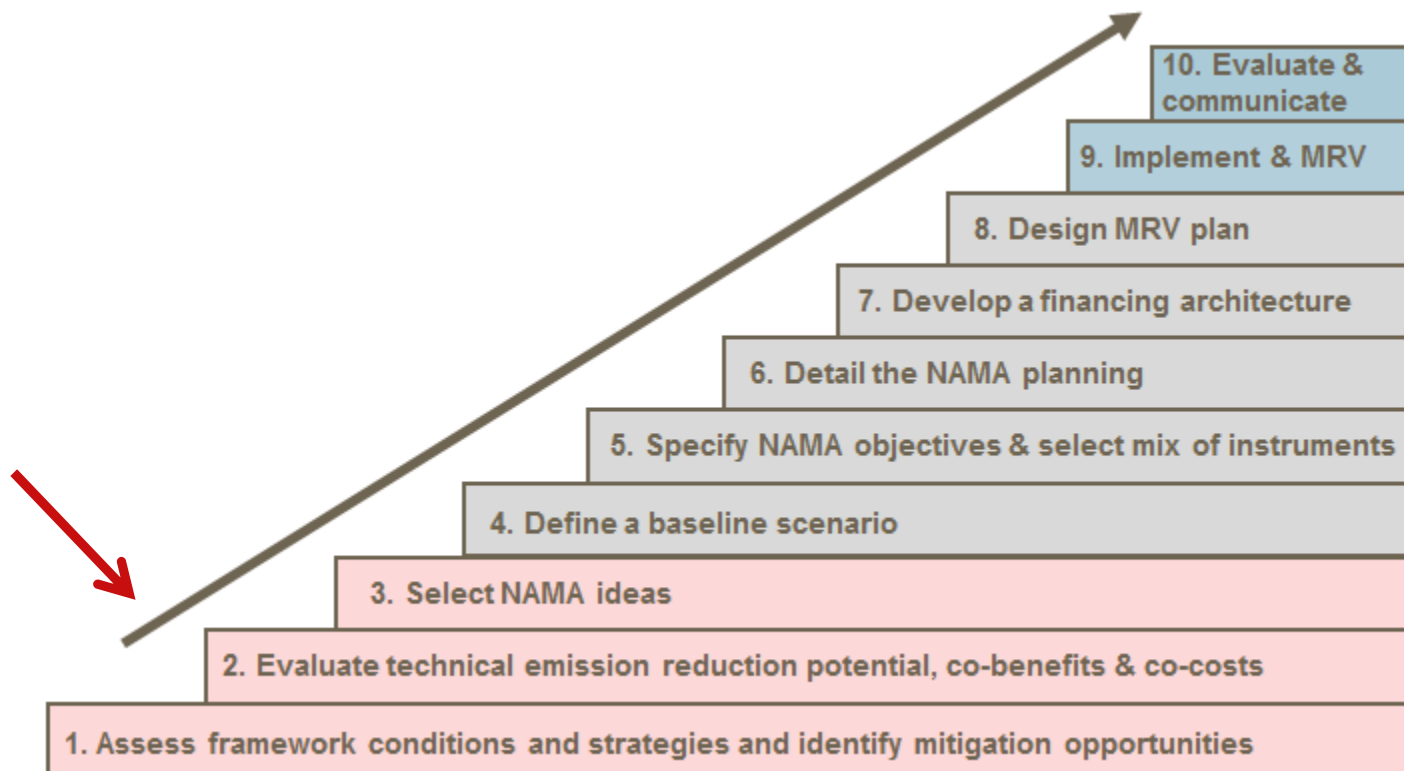 10. Evaluate &
communicate
9. Implement & MRV
8. Design MRV plan
7. Develop a financing architecture
6. Detail the NAMA planning
5. Specify NAMA objectives & select mix of instruments
4. Define a baseline scenario
3. Select NAMA ideas
2. Evaluate technical emission reduction potential, co-benefits & co-costs
1. Assess framework conditions and strategies and identify mitigation opportunities